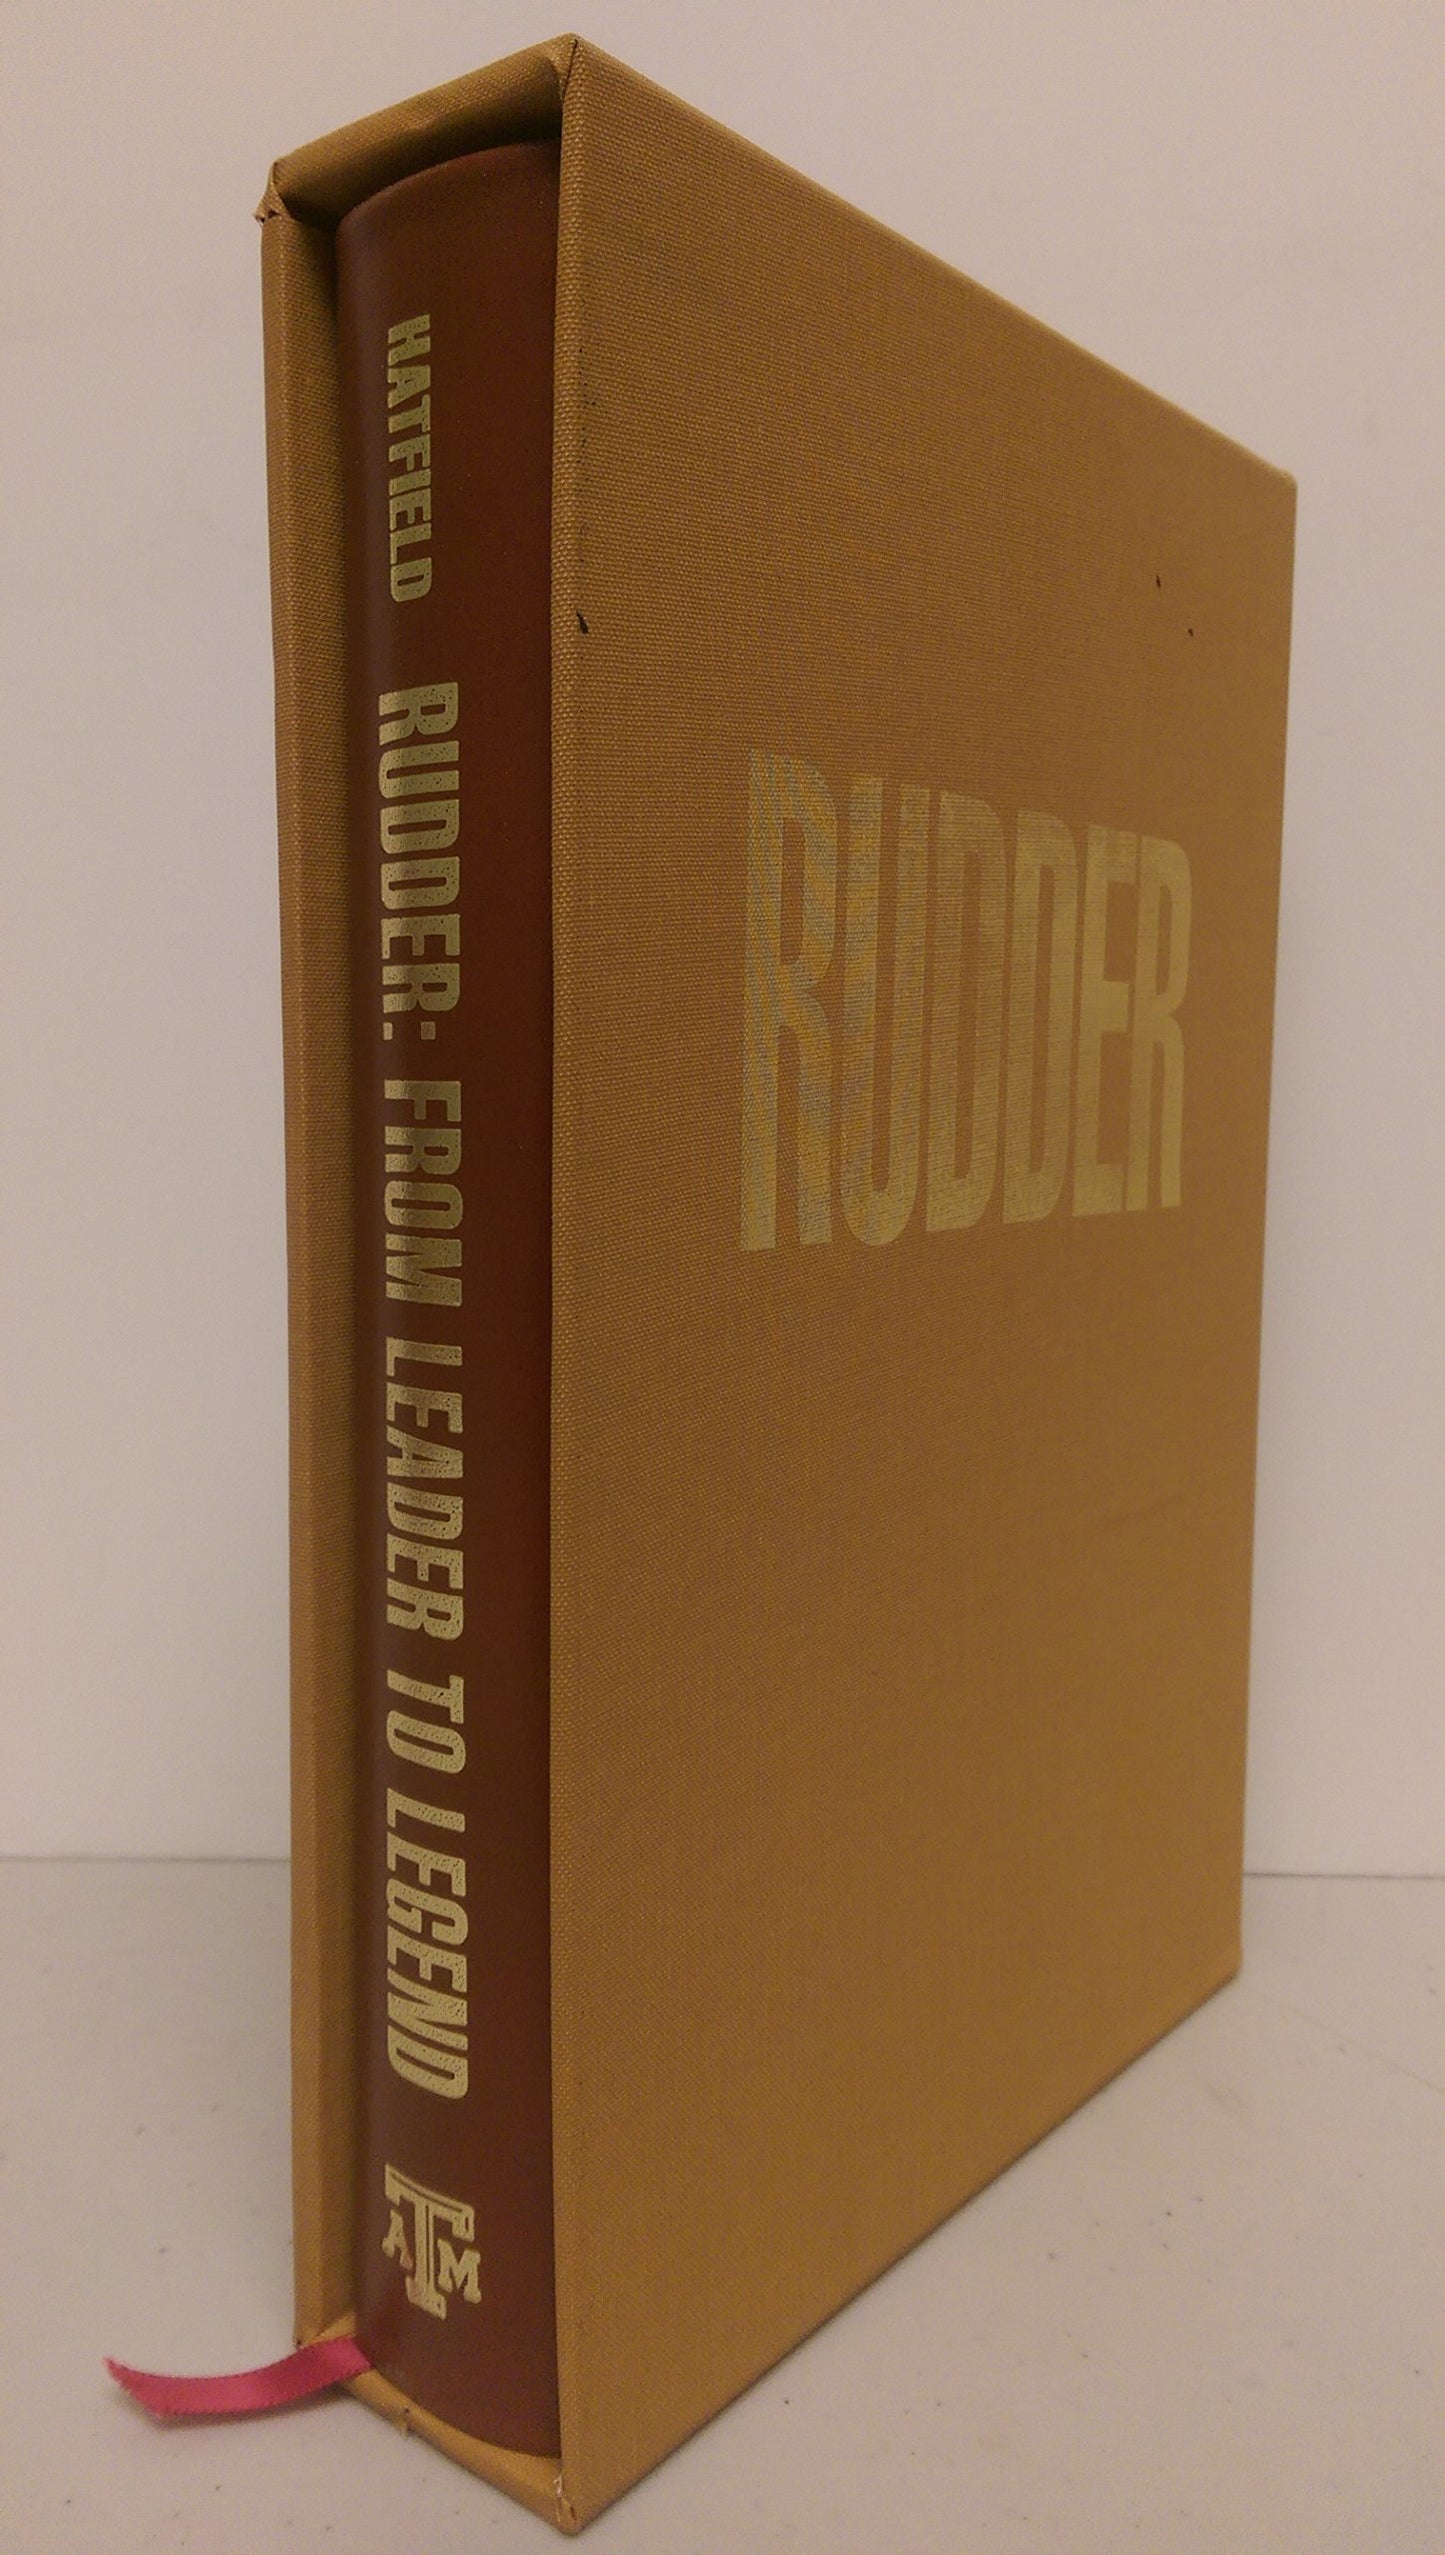 HATFIELD
RUDDER: FROM LEADER TO LEGEND
ATM
RUDDER